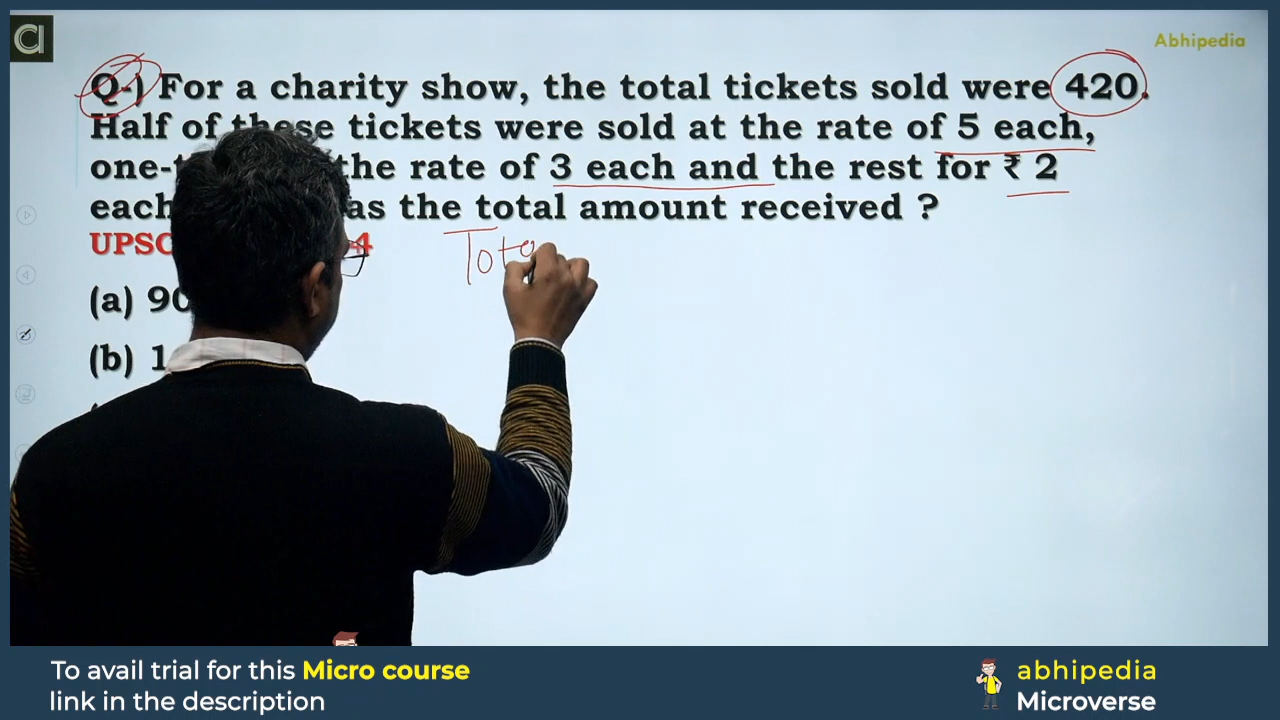 a
Abhipedia
Q-) For a charity show, the total tickets sold were 420.
Half of these tickets were sold at the rate of 5 each,
the rate of 3 each and the rest for ₹ 2
each as the total amount received ?
UPSC 4
Tota
(a) 90
(b) 1
To avail trial for this Micro course
link in the description
abhipedia
Microverse